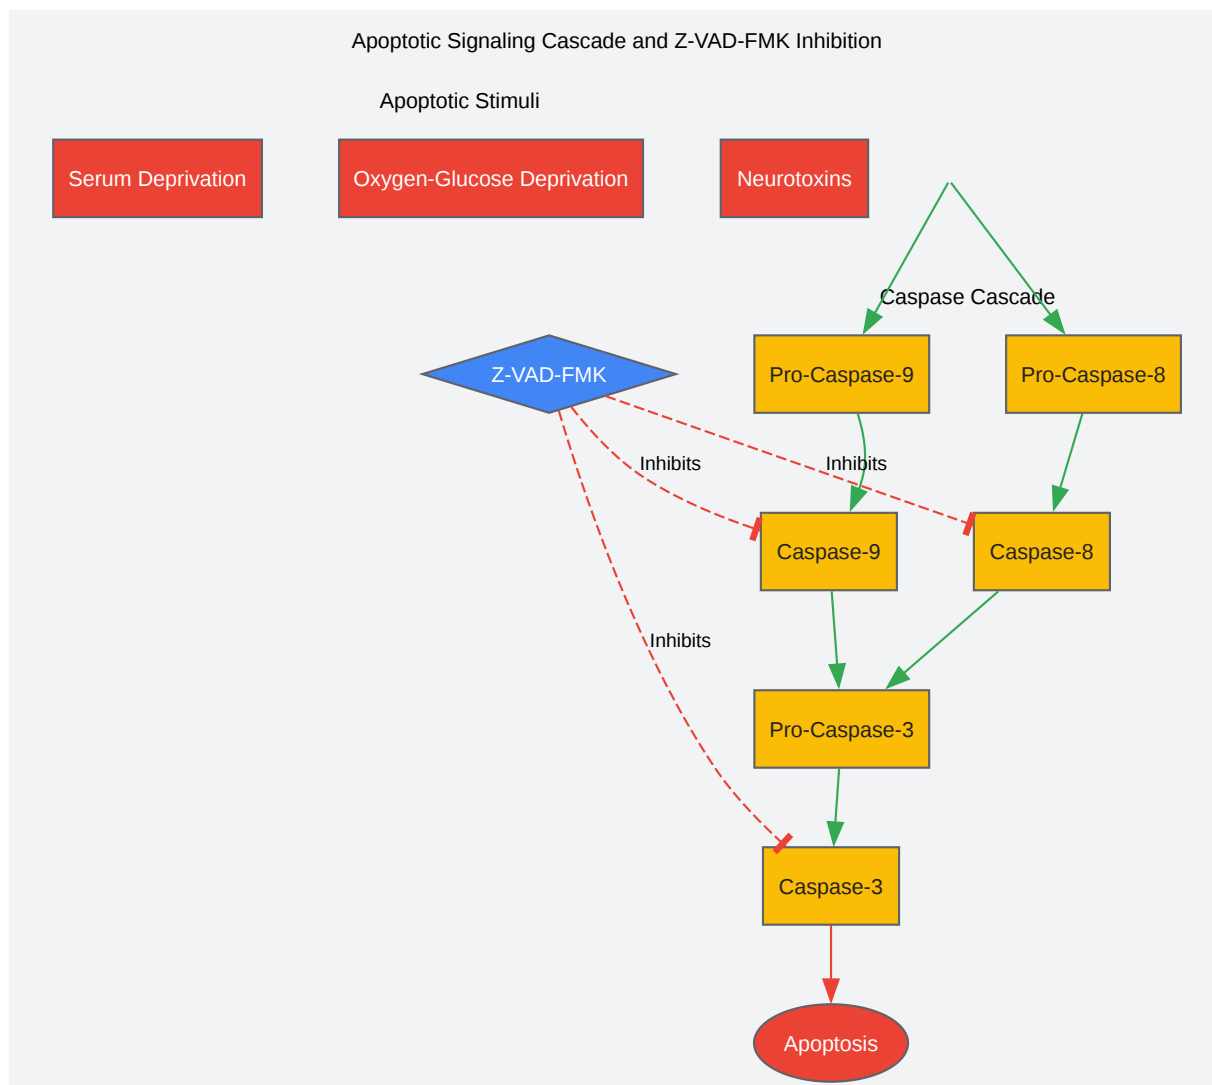 Apoptotic Signaling Cascade and Z-VAD-FMK Inhibition
Apoptotic Stimuli
Serum Deprivation
Oxygen-Glucose Deprivation
Neurotoxins
Caspase Cascade
Z-VAD-FMK
Pro-Caspase-9
Pro-Caspase-8
Inhibits
Inhibits
Caspase-9
Caspase-8
Inhibits
Pro-Caspase-3
Caspase-3
Apoptosis